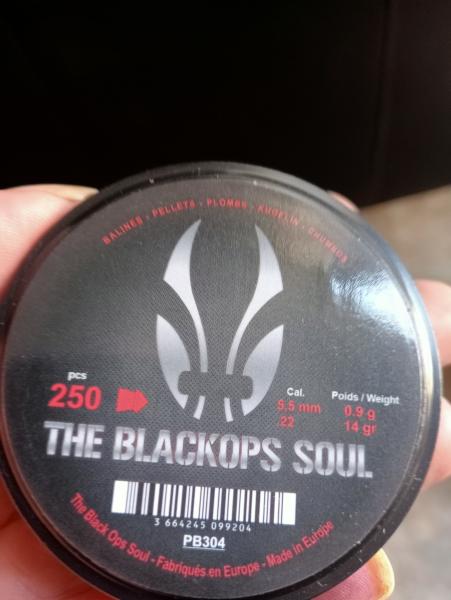 BALINES - PELLETS - PLOMBS - KUGELN - CHUMBOS
pcs
250
Cal.
5.5 mm
.22
Poids / Weight
0.9 g
14 gr
THE BLACKOPS SOUL
3 664245 099204
PB304
The Black Ops Soul - Fabriqués en Europe - Made in Europe